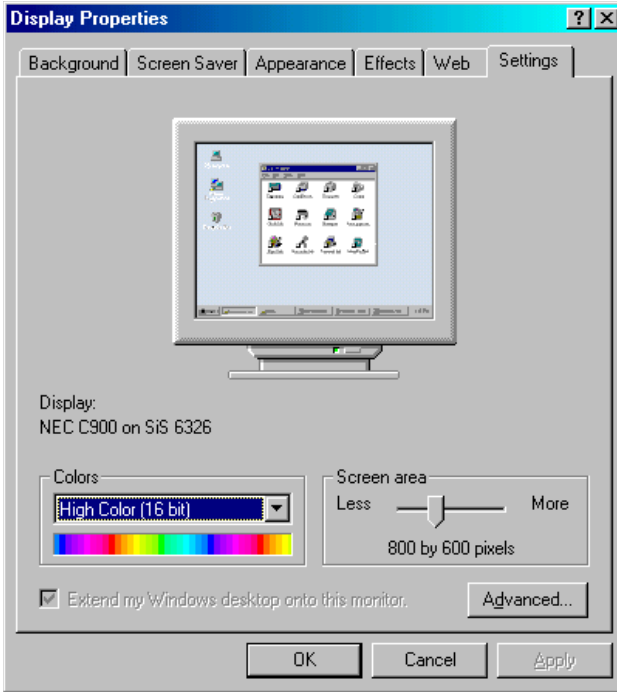 Display Properties
Background Screen Saver Appearance Effects Web Settings
Display:
NEC C900 on SiS 6326
Colors
High Color (16 bit)
Screen area
Less More
800 by 600 pixels
Extend my Windows desktop onto this monitor.
Advanced...
OK Cancel Apply